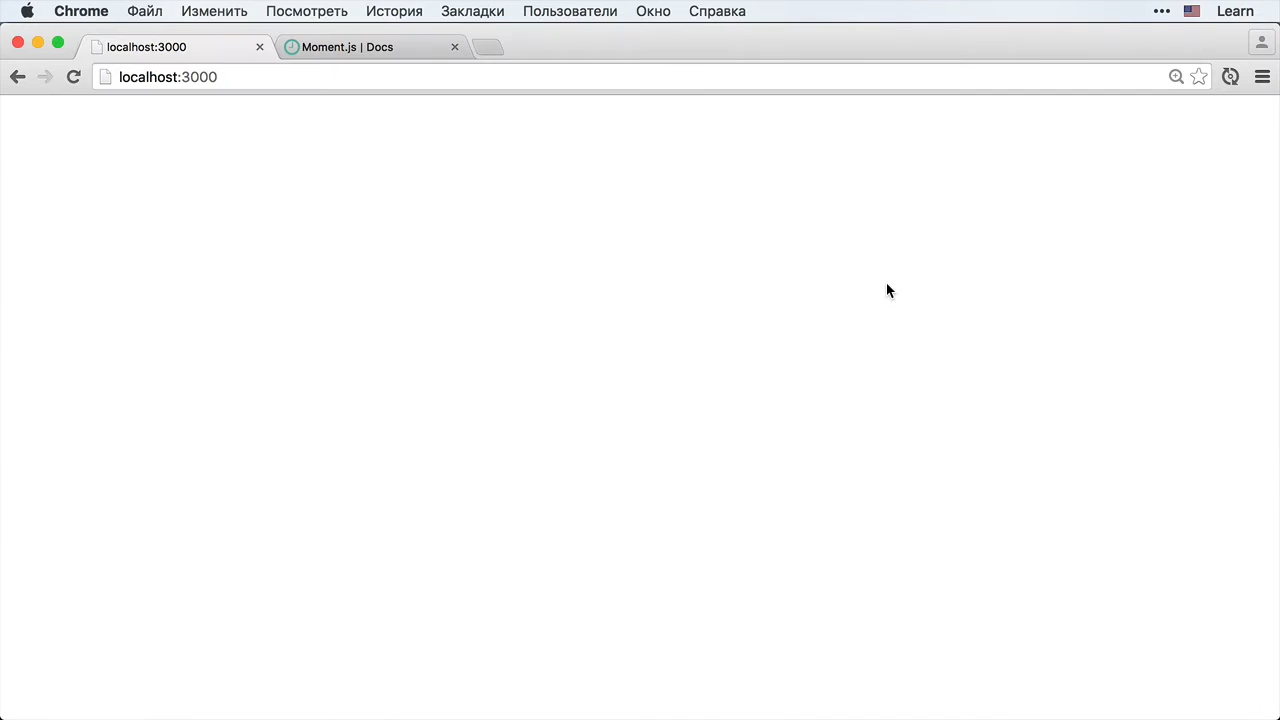 Chrome Файл Изменить Посмотреть История Закладки Пользователи Окно Справка ••• Learn
localhost:3000 Moment.js | Docs
localhost:3000